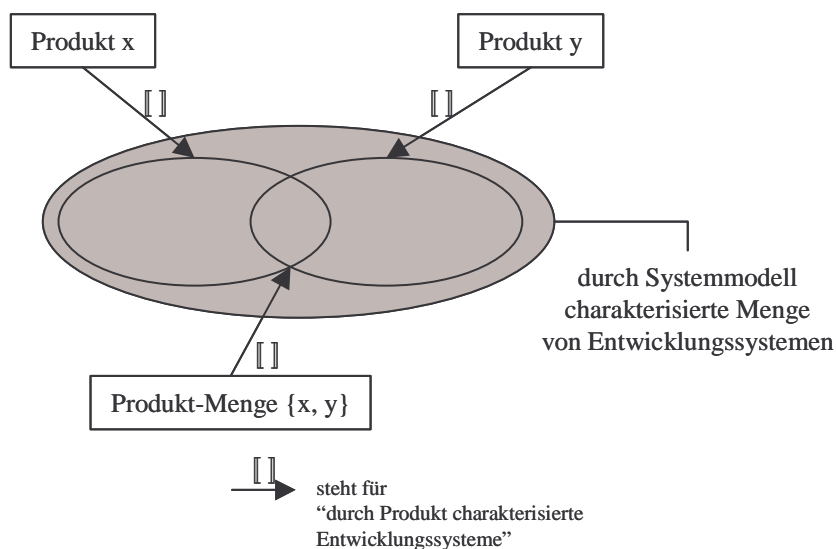 Produkt x
Produkt y
⟦ ⟧
⟦ ⟧
durch Systemmodell
charakterisierte Menge
von Entwicklungssystemen
⟦ ⟧
Produkt-Menge {x, y}
⟦ ⟧
steht für
“durch Produkt charakterisierte
Entwicklungssysteme”